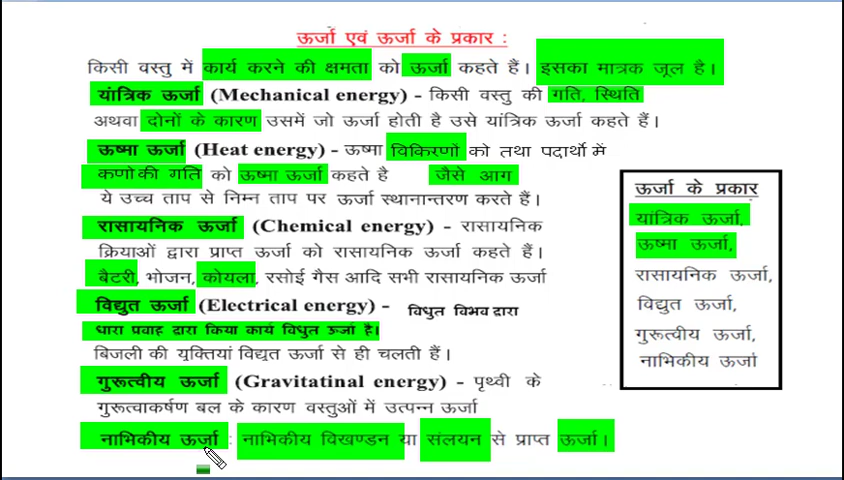 ऊर्जा एवं ऊर्जा के प्रकार :
किसी वस्तु में कार्य करने की क्षमता को ऊर्जा कहते हैं। इसका मात्रक जूल है।
यांत्रिक ऊर्जा (Mechanical energy) - किसी वस्तु की गति, स्थिति
अथवा दोनों के कारण उसमें जो ऊर्जा होती है उसे यांत्रिक ऊर्जा कहते हैं।
ऊष्मा ऊर्जा (Heat energy) - ऊष्मा विकिरणों को तथा पदार्थो में
कणो की गति को ऊष्मा ऊर्जा कहते है जैसे आग
ये उच्च ताप से निम्न ताप पर ऊर्जा स्थानान्तरण करते हैं।
रासायनिक ऊर्जा (Chemical energy) - रासायनिक
क्रियाओं द्वारा प्राप्त ऊर्जा को रासायनिक ऊर्जा कहते हैं।
बैटरी, भोजन, कोयला, रसोई गैस आदि सभी रासायनिक ऊर्जा
विद्युत ऊर्जा (Electrical energy) - विधुत विभव द्वारा
धारा प्रवाह द्वारा किया कार्य विधुत ऊर्जा है।
बिजली की युक्तियां विद्युत ऊर्जा से ही चलती हैं।
गुरूत्वीय ऊर्जा (Gravitatinal energy) - पृथ्वी के
गुरूत्वाकर्षण बल के कारण वस्तुओं में उत्पन्न ऊर्जा
नाभिकीय ऊर्जा : नाभिकीय विखण्डन या संलयन से प्राप्त ऊर्जा।
ऊर्जा के प्रकार
यांत्रिक ऊर्जा,
ऊष्मा ऊर्जा,
रासायनिक ऊर्जा,
विद्युत ऊर्जा,
गुरूत्वीय ऊर्जा,
नाभिकीय ऊर्जा